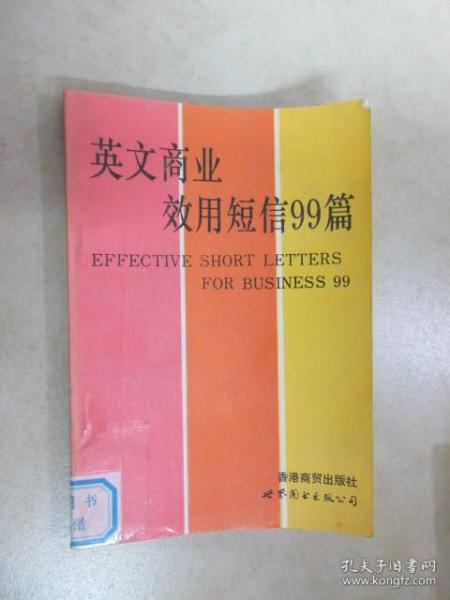 英文商业
效用短信99篇
EFFECTIVE SHORT LETTERS
FOR BUSINESS 99
香港商贸出版社
世界图书出版公司
书
借
孔夫子旧书网
www.kongfz.com